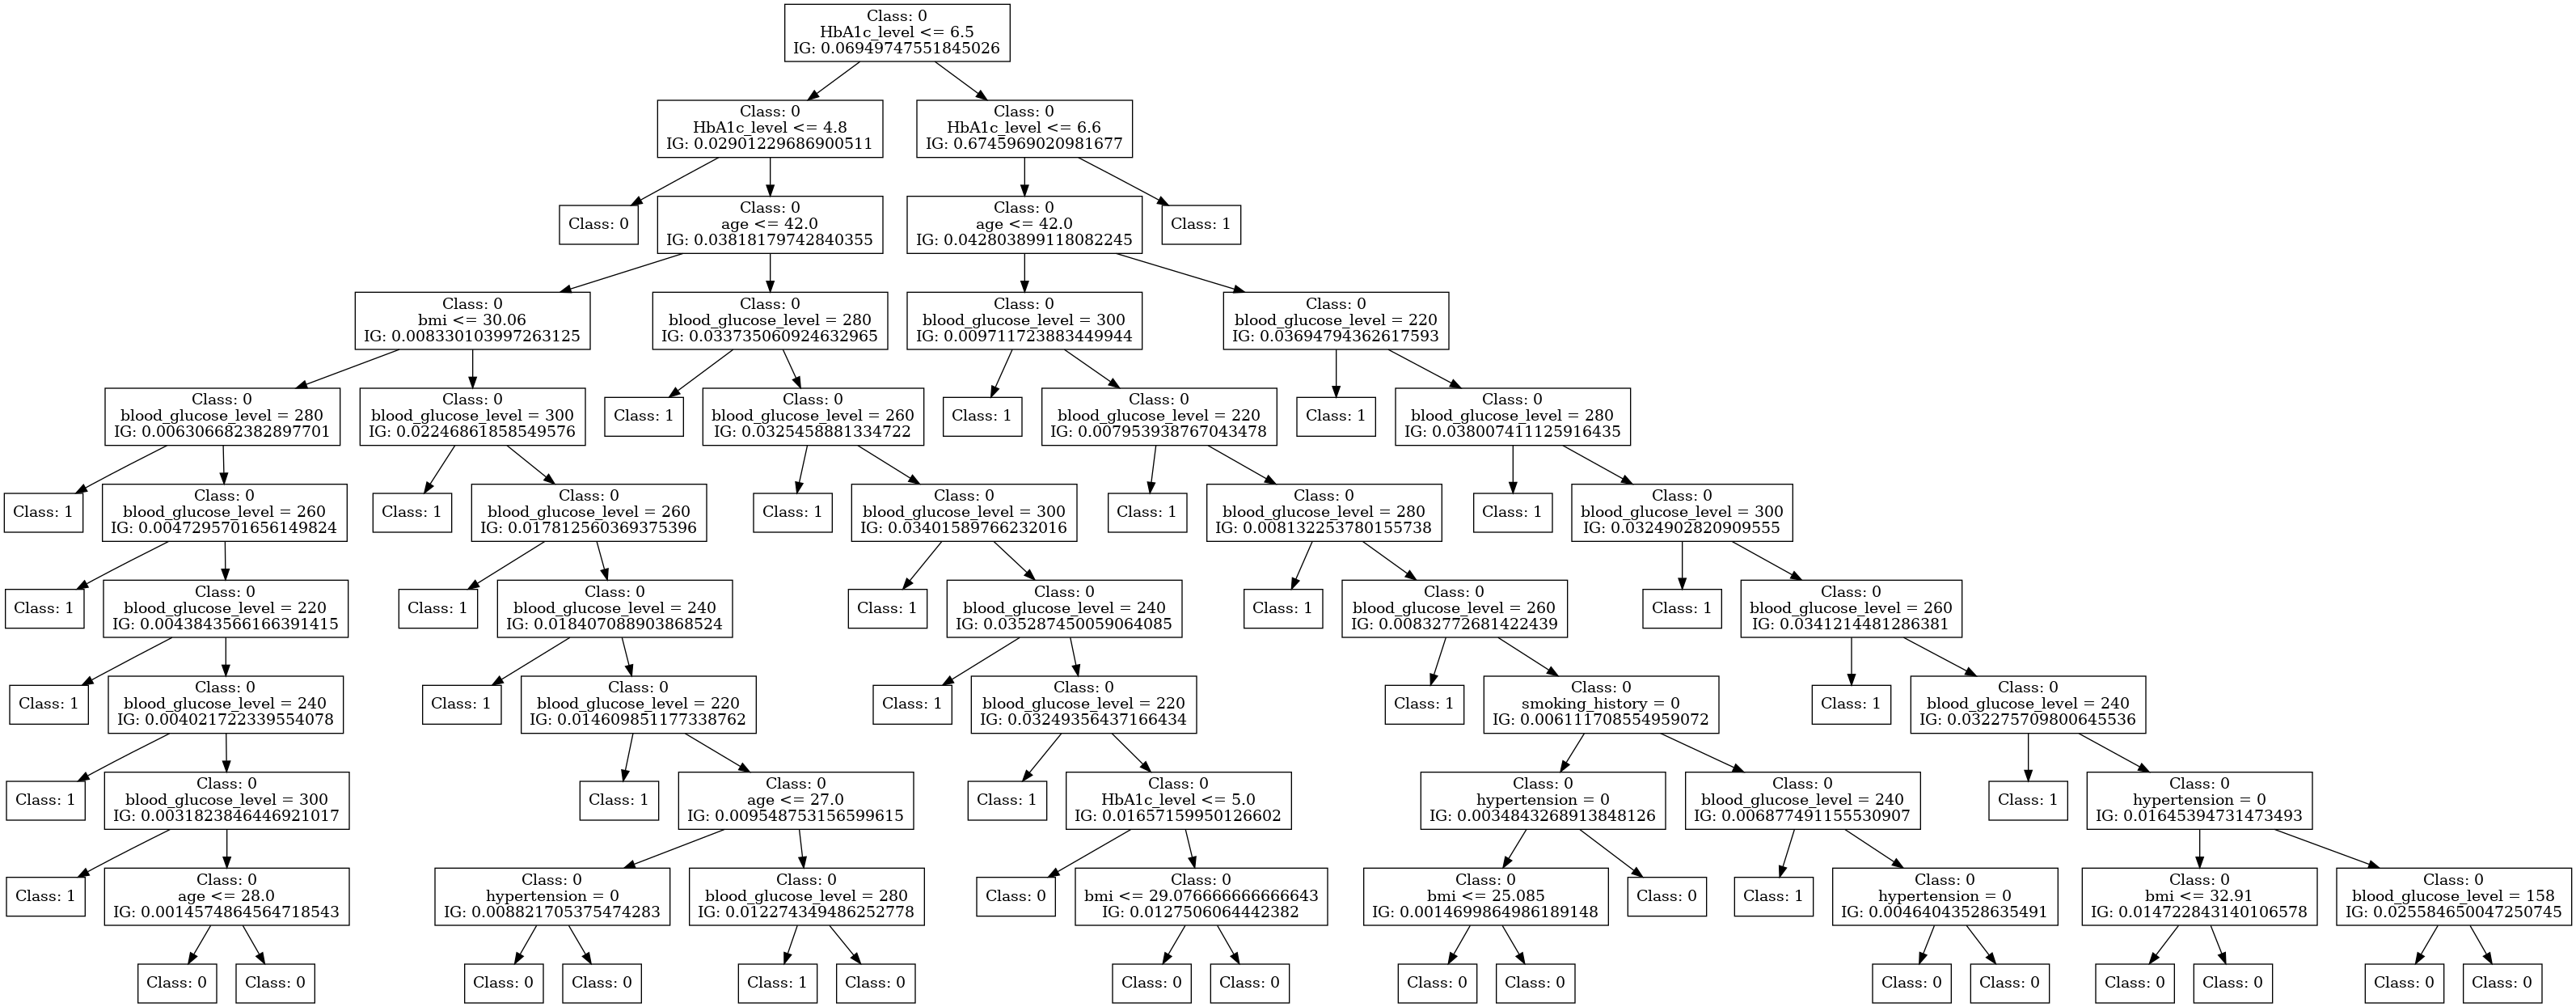 Class: 0
HbA1c_level <= 6.5
IG: 0.06949747551845026
Class: 0
HbA1c_level <= 4.8
IG: 0.02901229686900511
Class: 0
HbA1c_level <= 6.6
IG: 0.6745969020981677
Class: 0
Class: 0
age <= 42.0
IG: 0.03818179742840355
Class: 0
age <= 42.0
IG: 0.042803899118082245
Class: 1
Class: 0
bmi <= 30.06
IG: 0.008330103997263125
Class: 0
blood_glucose_level = 280
IG: 0.033735060924632965
Class: 0
blood_glucose_level = 300
IG: 0.009711723883449944
Class: 0
blood_glucose_level = 220
IG: 0.03694794362617593
Class: 0
blood_glucose_level = 280
IG: 0.006306682382897701
Class: 0
blood_glucose_level = 300
IG: 0.02246861858549576
Class: 1
Class: 0
blood_glucose_level = 260
IG: 0.0325458881334722
Class: 1
Class: 0
blood_glucose_level = 220
IG: 0.007953938767043478
Class: 1
Class: 0
blood_glucose_level = 280
IG: 0.038007411125916435
Class: 1
Class: 0
blood_glucose_level = 260
IG: 0.0047295701656149824
Class: 1
Class: 0
blood_glucose_level = 260
IG: 0.017812560369375396
Class: 1
Class: 0
blood_glucose_level = 300
IG: 0.03401589766232016
Class: 1
Class: 0
blood_glucose_level = 280
IG: 0.008132253780155738
Class: 1
Class: 0
blood_glucose_level = 300
IG: 0.0324902820909555
Class: 1
Class: 0
blood_glucose_level = 220
IG: 0.0043843566166391415
Class: 1
Class: 0
blood_glucose_level = 240
IG: 0.018407088903868524
Class: 1
Class: 0
blood_glucose_level = 240
IG: 0.035287450059064085
Class: 1
Class: 0
blood_glucose_level = 260
IG: 0.00832772681422439
Class: 1
Class: 0
blood_glucose_level = 260
IG: 0.0341214481286381
Class: 1
Class: 0
blood_glucose_level = 240
IG: 0.004021722339554078
Class: 1
Class: 0
blood_glucose_level = 220
IG: 0.014609851177338762
Class: 1
Class: 0
blood_glucose_level = 220
IG: 0.03249356437166434
Class: 1
Class: 0
smoking_history = 0
IG: 0.006111708554959072
Class: 1
Class: 0
blood_glucose_level = 240
IG: 0.032275709800645536
Class: 1
Class: 0
blood_glucose_level = 300
IG: 0.0031823846446921017
Class: 1
Class: 0
age <= 27.0
IG: 0.009548753156599615
Class: 1
Class: 0
HbA1c_level <= 5.0
IG: 0.01657159950126602
Class: 0
hypertension = 0
IG: 0.0034843268913848126
Class: 0
blood_glucose_level = 240
IG: 0.006877491155530907
Class: 1
Class: 0
hypertension = 0
IG: 0.01645394731473493
Class: 1
Class: 0
age <= 28.0
IG: 0.0014574864564718543
Class: 0
hypertension = 0
IG: 0.008821705375474283
Class: 0
blood_glucose_level = 280
IG: 0.012274349486252778
Class: 0
Class: 0
bmi <= 29.076666666666643
IG: 0.0127506064442382
Class: 0
bmi <= 25.085
IG: 0.0014699864986189148
Class: 0
Class: 1
Class: 0
hypertension = 0
IG: 0.00464043528635491
Class: 0
bmi <= 32.91
IG: 0.014722843140106578
Class: 0
blood_glucose_level = 158
IG: 0.0255846500​47250745
Class: 0
Class: 0
Class: 0
Class: 0
Class: 1
Class: 0
Class: 0
Class: 0
Class: 0
Class: 0
Class: 0
Class: 0
Class: 0
Class: 0
Class: 0
Class: 0